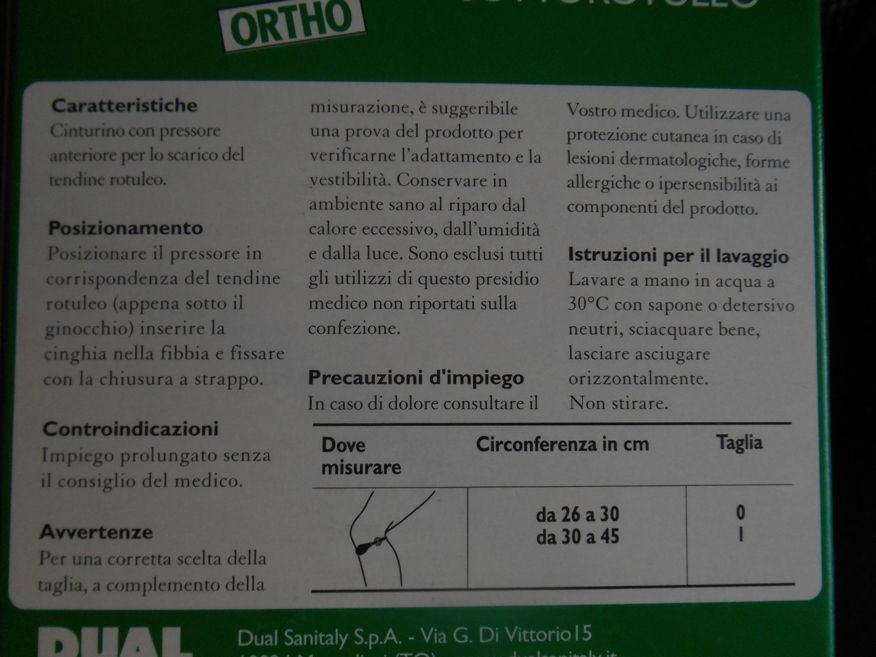 ORTHO
Caratteristiche
Cinturino con pressore
anteriore per lo scarico del
tendine rotuleo.
Posizionamento
Posizionare il pressore in
corrispondenza del tendine
rotuleo (appena sotto il
ginocchio) inserire la
cinghia nella fibbia e fissare
con la chiusura a strappo.
Controindicazioni
Impiego prolungato senza
il consiglio del medico.
Avvertenze
Per una corretta scelta della
taglia, a complemento della
misurazione, è suggeribile
una prova del prodotto per
verificarne l'adattamento e la
vestibilità. Conservare in
ambiente sano al riparo dal
calore eccessivo, dall'umidità
e dalla luce. Sono esclusi tutti
gli utilizzi di questo presidio
medico non riportati sulla
confezione.
Precauzioni d'impiego
In caso di dolore consultare il
Vostro medico. Utilizzare una
protezione cutanea in caso di
lesioni dermatologiche, forme
allergiche o ipersensibilità ai
componenti del prodotto.
Istruzioni per il lavaggio
Lavare a mano in acqua a
30°C con sapone o detersivo
neutri, sciacquare bene,
lasciare asciugare
orizzontalmente.
Non stirare.
Dove misurare Circonferenza in cm Taglia
da 26 a 30 0
da 30 a 45 1
DUAL
Dual Sanitaly S.p.A. - Via G. Di Vittorio 15